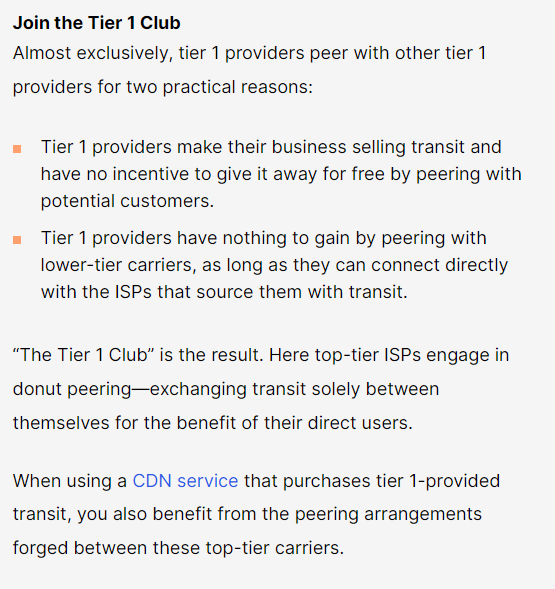 Join the Tier 1 Club
Almost exclusively, tier 1 providers peer with other tier 1
providers for two practical reasons:
Tier 1 providers make their business selling transit and
have no incentive to give it away for free by peering with
potential customers.
Tier 1 providers have nothing to gain by peering with
lower-tier carriers, as long as they can connect directly
with the ISPs that source them with transit.
“The Tier 1 Club” is the result. Here top-tier ISPs engage in
donut peering—exchanging transit solely between
themselves for the benefit of their direct users.
When using a CDN service that purchases tier 1-provided
transit, you also benefit from the peering arrangements
forged between these top-tier carriers.